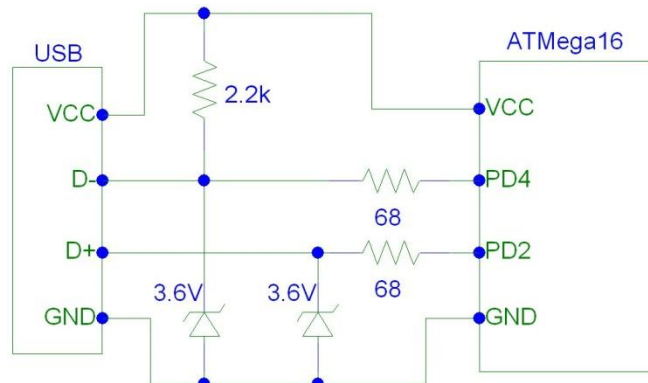 USB
ATMega16
VCC
2.2k
VCC
D-
PD4
68
D+
PD2
3.6V
3.6V
68
GND
GND